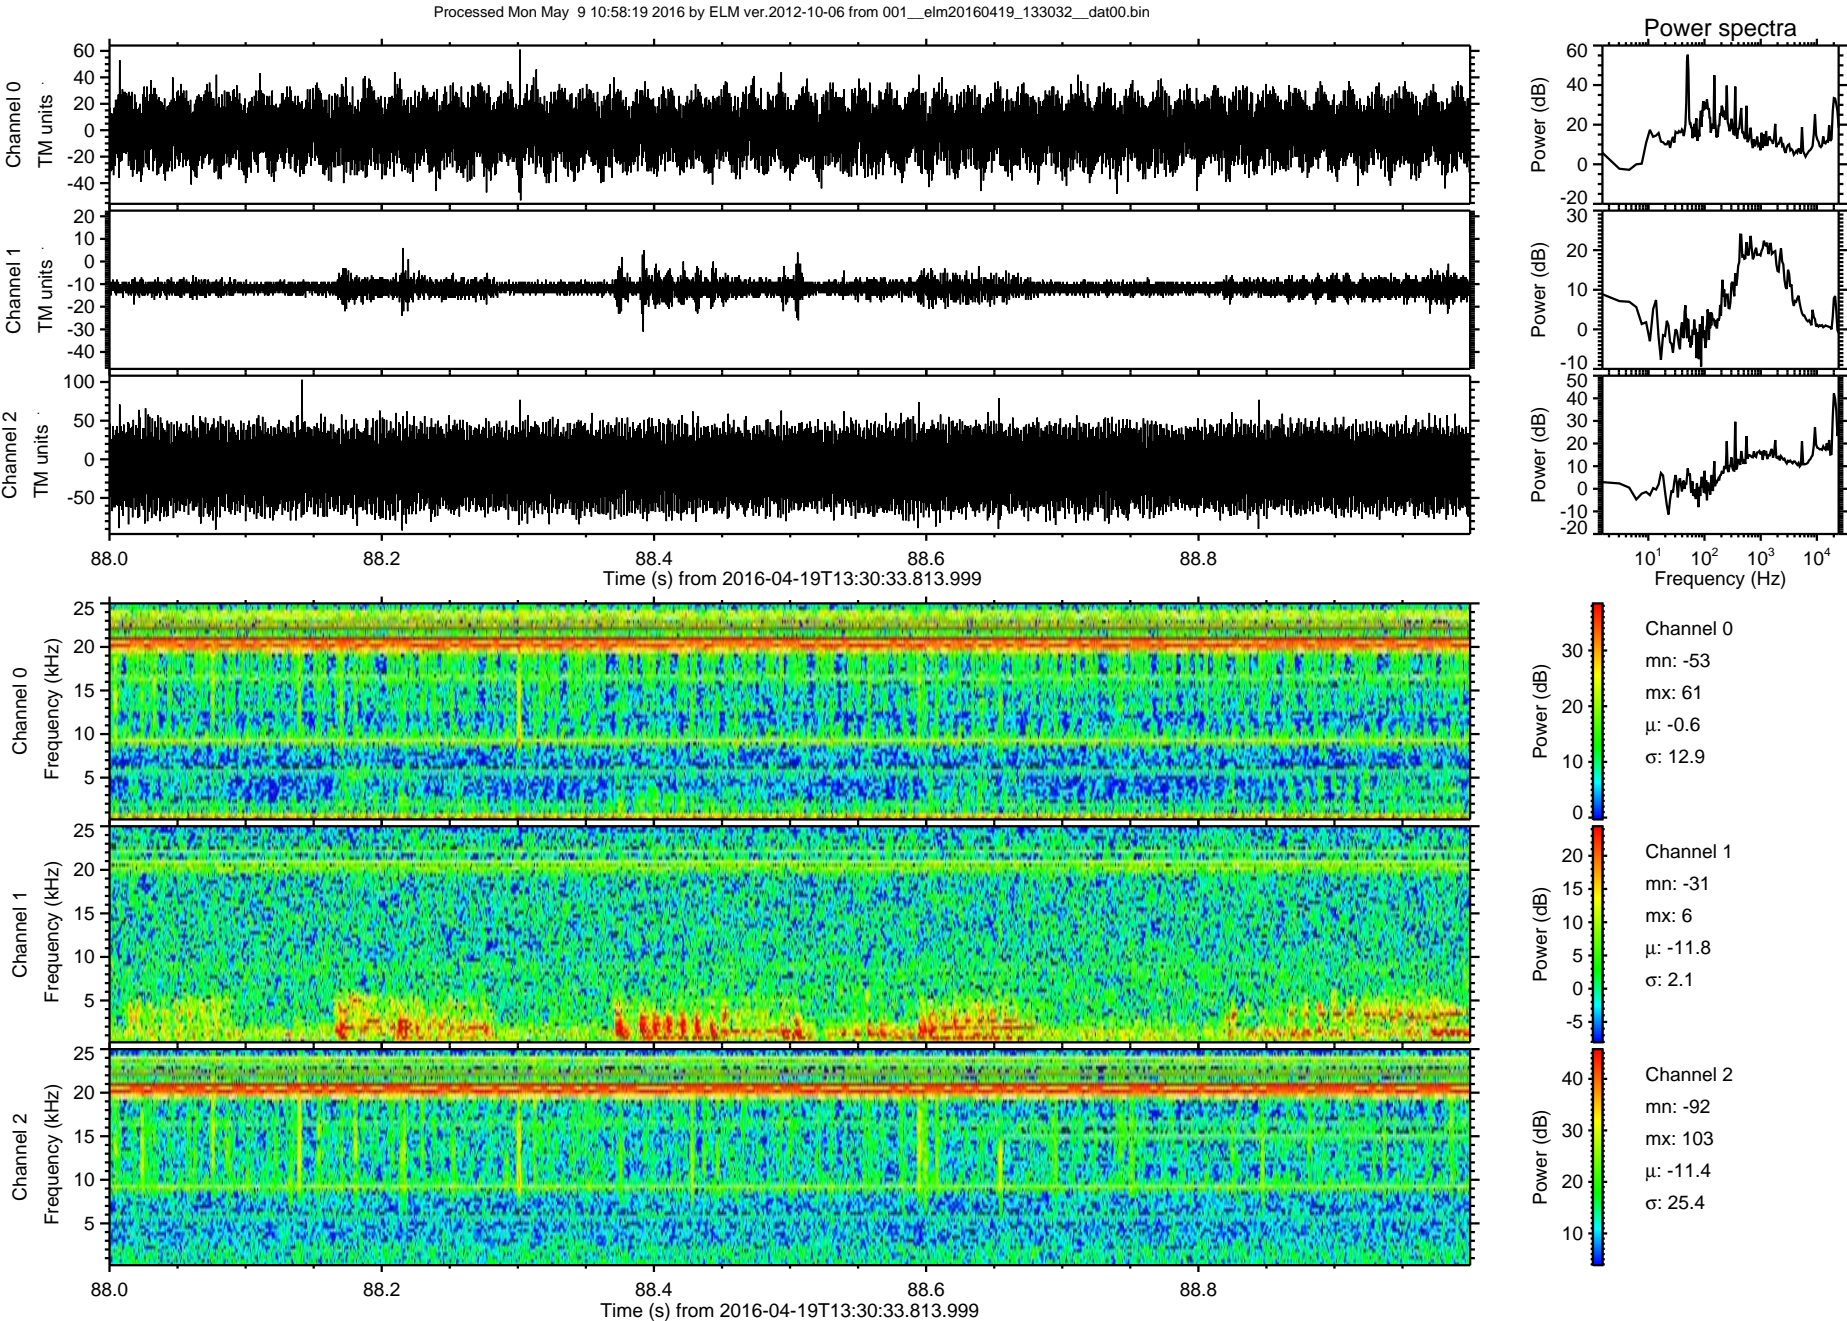 Processed Mon May  9 10:58:19 2016 by ELM ver.2012-10-06 from 001__elm20160419_133032__dat00.bin
Power spectra
Channel 0
TM units
60
40
20
0
-20
-40
Power (dB)
60
40
20
0
-20
Channel 1
TM units
20
10
0
-10
-20
-30
-40
Power (dB)
30
20
10
0
-10
Channel 2
TM units
100
50
0
-50
Power (dB)
50
40
30
20
10
0
-10
-20
88.0 88.2 88.4 88.6 88.8
Time (s) from 2016-04-19T13:30:33.813.999
10¹ 10² 10³ 10⁴
Frequency (Hz)
Channel 0
Frequency (kHz)
25
20
15
10
5
Power (dB)
30
20
10
0
Channel 0
mn: -53
mx: 61
μ: -0.6
σ: 12.9
Channel 1
Frequency (kHz)
25
20
15
10
5
Power (dB)
20
15
10
5
0
-5
Channel 1
mn: -31
mx: 6
μ: -11.8
σ: 2.1
Channel 2
Frequency (kHz)
25
20
15
10
5
Power (dB)
40
30
20
10
Channel 2
mn: -92
mx: 103
μ: -11.4
σ: 25.4
88.0 88.2 88.4 88.6 88.8
Time (s) from 2016-04-19T13:30:33.813.999